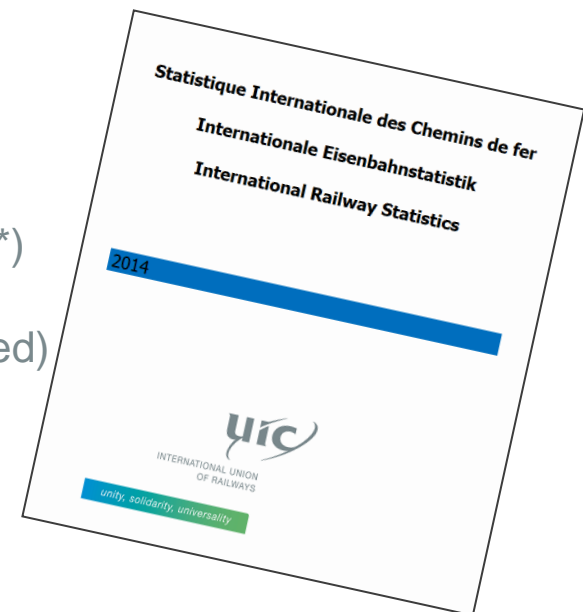 Statistique Internationale des Chemins de fer
Internationale Eisenbahnstatistik
International Railway Statistics
*)
2014
ed)
uic
INTERNATIONAL UNION
OF RAILWAYS
unity, solidarity, universality